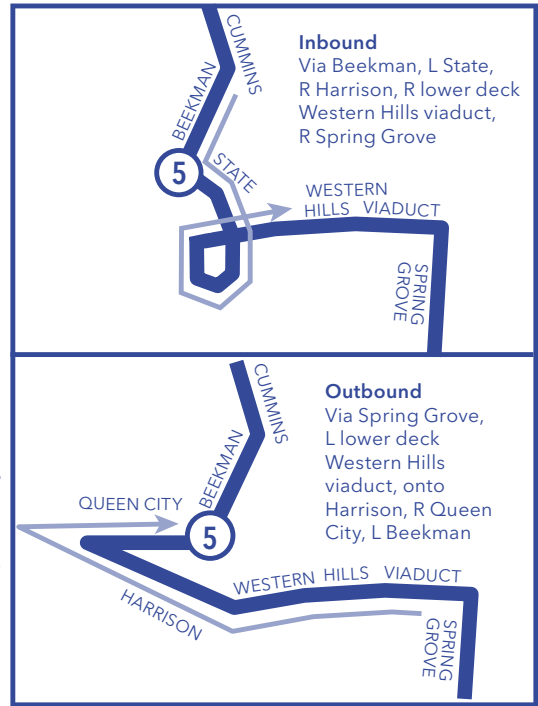 CUMMINS
BEEKMAN
5
STATE
WESTERN
HILLS VIADUCT
SPRING
GROVE
Inbound
Via Beekman, L State,
R Harrison, R lower deck
Western Hills viaduct,
R Spring Grove
CUMMINS
BEEKMAN
QUEEN CITY
5
HARRISON
WESTERN HILLS VIADUCT
SPRING
GROVE
Outbound
Via Spring Grove,
L lower deck
Western Hills
viaduct, onto
Harrison, R Queen
City, L Beekman